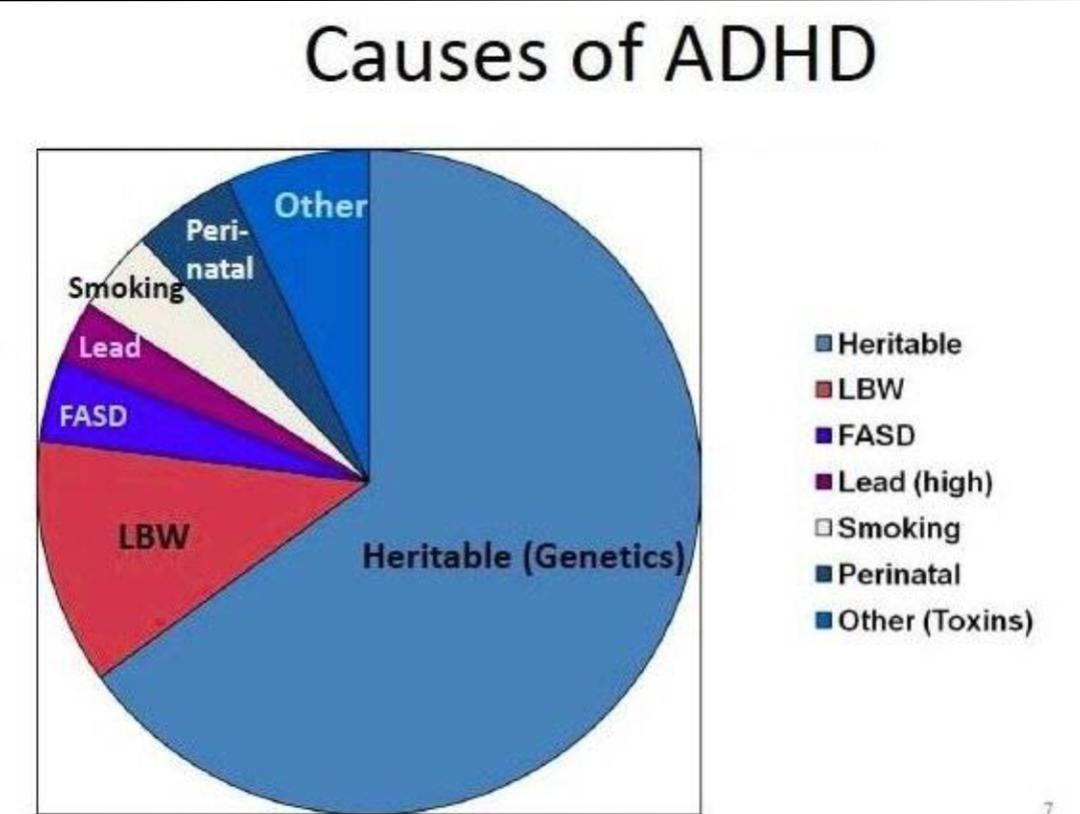 Causes of ADHD
Other
Peri-
natal
Smoking
Lead
FASD
LBW
Heritable (Genetics)
Heritable
LBW
FASD
Lead (high)
Smoking
Perinatal
Other (Toxins)
7